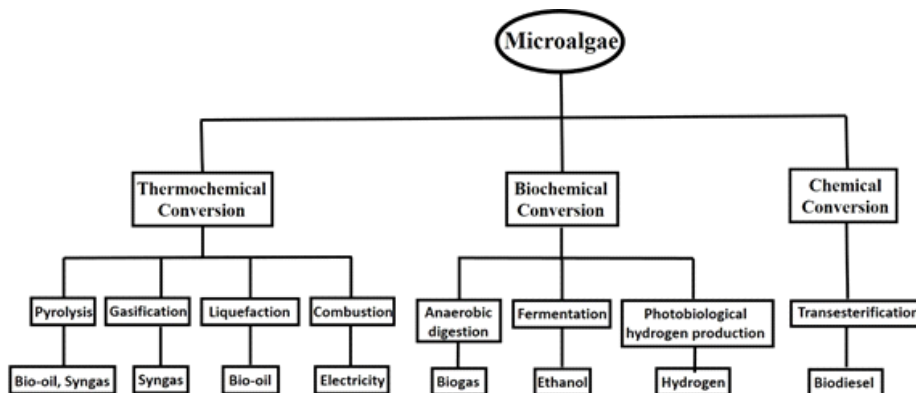 Microalgae
Thermochemical
Conversion
Biochemical
Conversion
Chemical
Conversion
Pyrolysis
Gasification
Liquefaction
Combustion
Anaerobic
digestion
Fermentation
Photobiological
hydrogen production
Transesterification
Bio-oil, Syngas
Syngas
Bio-oil
Electricity
Biogas
Ethanol
Hydrogen
Biodiesel